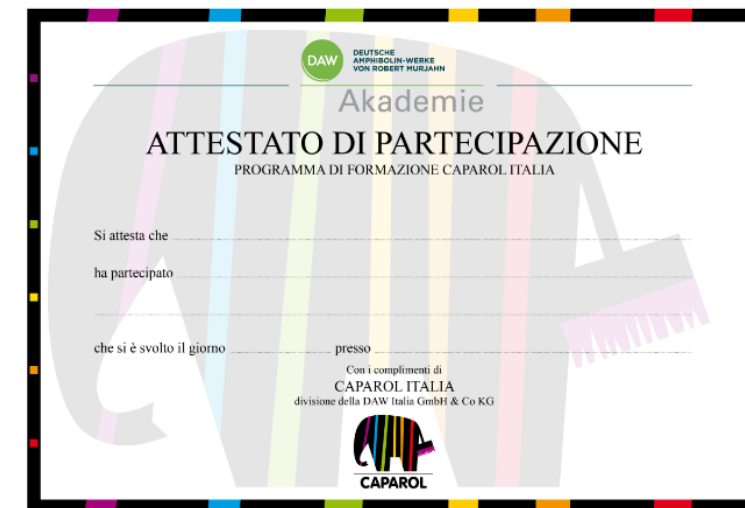 DAW
DEUTSCHE
AMPHIBOLIN-WERKE
VON ROBERT MURJAHN
Akademie
ATTESTATO DI PARTECIPAZIONE
PROGRAMMA DI FORMAZIONE CAPAROL ITALIA
Si attesta che
ha partecipato
che si è svolto il giorno presso
Con i complimenti di
CAPAROL ITALIA
divisione della DAW Italia GmbH & Co KG
CAPAROL